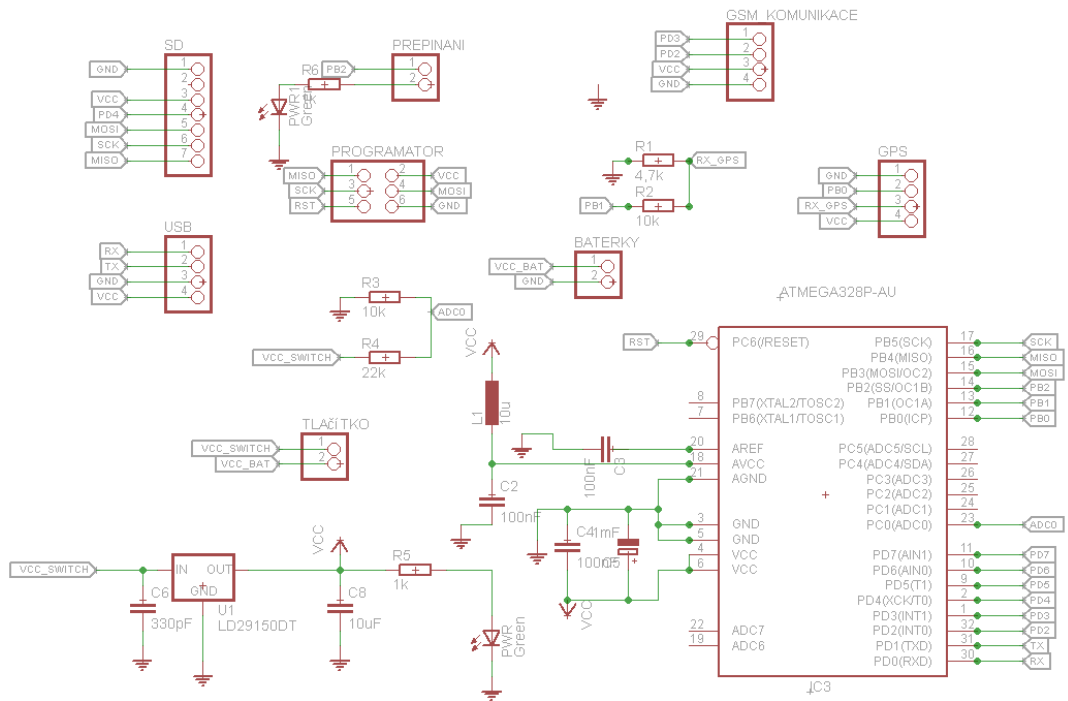 SD
GND
1
2
VCC
3
PD4
4
MOSI
5
SCK
6
MISO
7
PREPINANI
PB2
1
2
R6
PWR1
Green
GSM KOMUNIKACE
PD3
1
PD2
2
VCC
3
GND
4
PROGRAMATOR
MISO
1
2
VCC
SCK
3
4
MOSI
RST
5
6
GND
R1
4,7k
RX_GPS
R2
10k
PB1
GPS
GND
1
PB0
2
RX_GPS
3
VCC
4
USB
RX
1
TX
2
GND
3
VCC
4
BATERKY
VCC_BAT
1
GND
2
R3
10k
ADC0
R4
22k
VCC_SWITCH
VCC
L1
10u
TLAČÍTKO
VCC_SWITCH
1
VCC_BAT
2
C3
100nF
C2
100nF
C4
1mF
100n
C5
VCC
VCC_SWITCH
IN
OUT
GND
U1
LD29150DT
C6
330pF
VCC
C8
10uF
R5
1k
PWR
Green
ATMEGA328P-AU
RST
29
PC6(/RESET)
8
PB7(XTAL2/TOSC2)
7
PB6(XTAL1/TOSC1)
20
AREF
18
AVCC
21
AGND
3
GND
5
GND
4
VCC
6
VCC
22
ADC7
19
ADC6
PB5(SCK)
17
SCK
PB4(MISO)
16
MISO
PB3(MOSI/OC2)
15
MOSI
PB2(SS/OC1B)
14
PB2
PB1(OC1A)
13
PB1
PB0(ICP)
12
PB0
PC5(ADC5/SCL)
28
PC4(ADC4/SDA)
27
PC3(ADC3)
26
PC2(ADC2)
25
PC1(ADC1)
24
PC0(ADC0)
23
ADC0
PD7(AIN1)
11
PD7
PD6(AIN0)
10
PD6
PD5(T1)
9
PD5
PD4(XCK/T0)
2
PD4
PD3(INT1)
1
PD3
PD2(INT0)
32
PD2
PD1(TXD)
31
TX
PD0(RXD)
30
RX
IC3